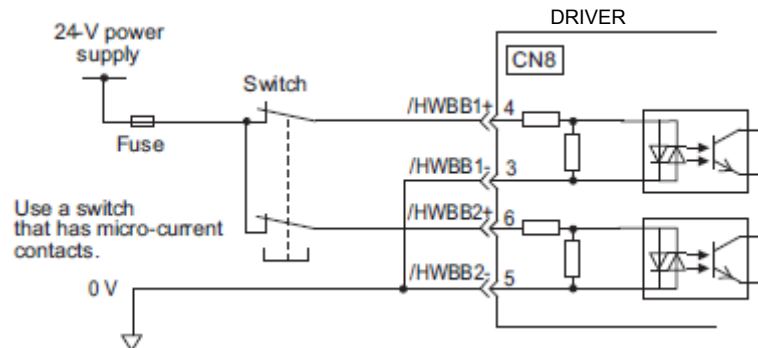 DRIVER
24-V power
supply
CN8
Switch
/HWBB1+ 4
Fuse
/HWBB1- 3
Use a switch
that has micro-current
contacts.
/HWBB2+ 6
0 V
/HWBB2- 5